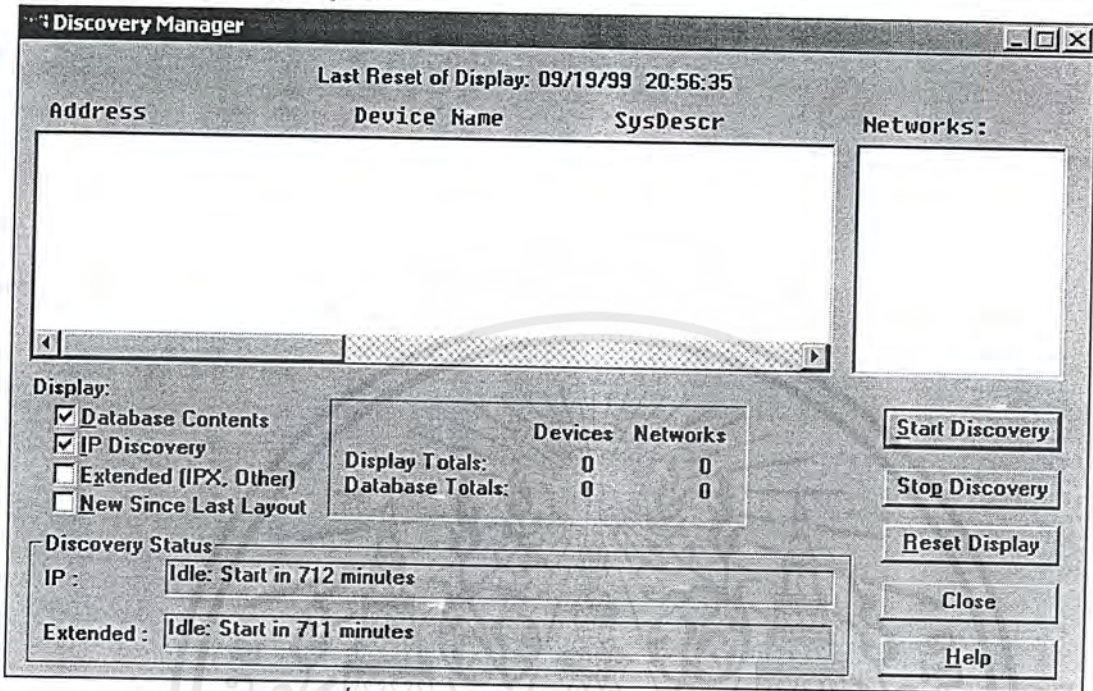 Discovery Manager
Last Reset of Display: 09/19/99 20:56:35
Address Device Name SysDescr Networks:
Display:
Database Contents
IP Discovery
Extended (IPX, Other)
New Since Last Layout
Devices Networks
Display Totals: 0 0
Database Totals: 0 0
Start Discovery
Stop Discovery
Reset Display
Close
Help
Discovery Status
IP : Idle: Start in 712 minutes
Extended : Idle: Start in 711 minutes